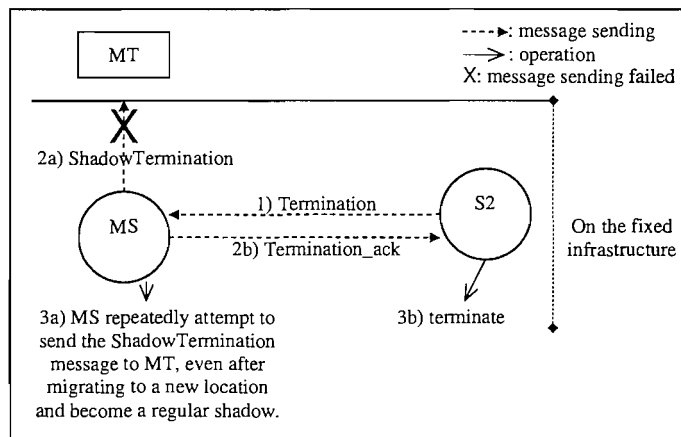 MT
: message sending
: operation
X: message sending failed
X
2a) ShadowTermination
1) Termination
S2
MS
2b) Termination_ack
On the fixed
infrastructure
3a) MS repeatedly attempt to
send the ShadowTermination
message to MT, even after
migrating to a new location
and become a regular shadow.
3b) terminate